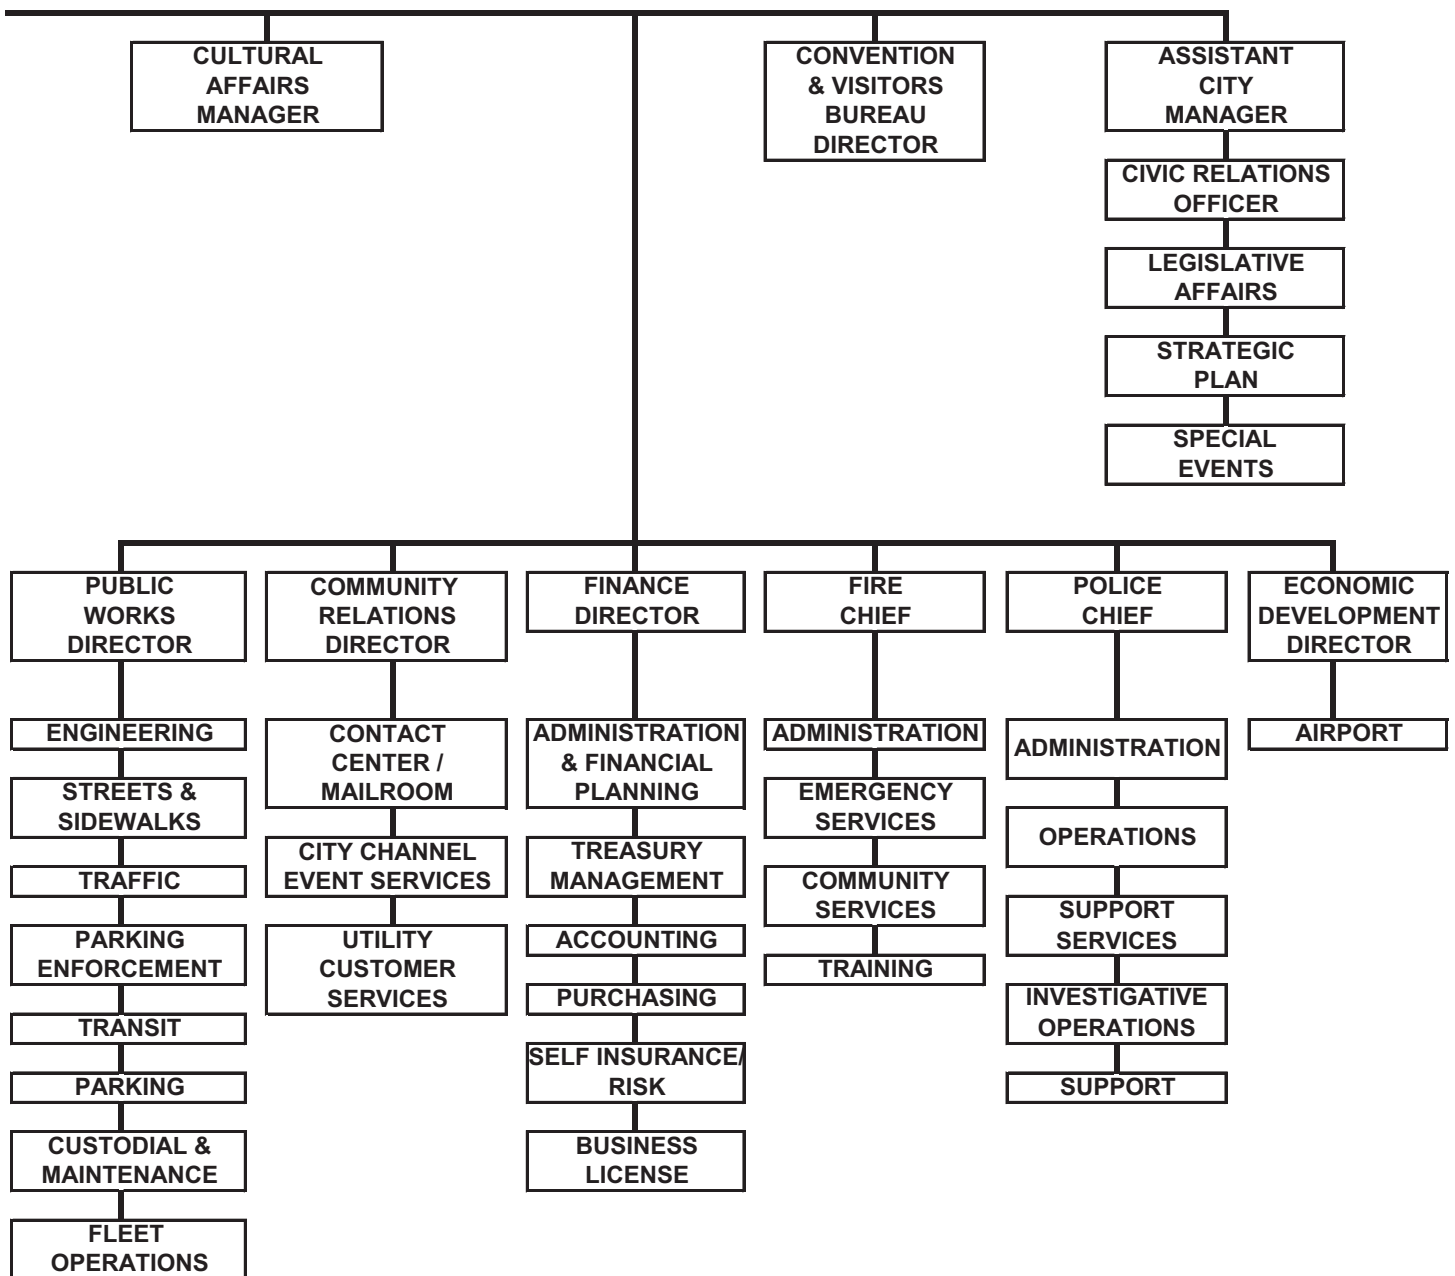 CULTURAL
AFFAIRS
MANAGER
CONVENTION
& VISITORS
BUREAU
DIRECTOR
ASSISTANT
CITY
MANAGER
CIVIC RELATIONS
OFFICER
LEGISLATIVE
AFFAIRS
STRATEGIC
PLAN
SPECIAL
EVENTS
PUBLIC
WORKS
DIRECTOR
ENGINEERING
STREETS &
SIDEWALKS
TRAFFIC
PARKING
ENFORCEMENT
TRANSIT
PARKING
CUSTODIAL &
MAINTENANCE
FLEET
OPERATIONS
COMMUNITY
RELATIONS
DIRECTOR
CONTACT
CENTER /
MAILROOM
CITY CHANNEL
EVENT SERVICES
UTILITY
CUSTOMER
SERVICES
FINANCE
DIRECTOR
ADMINISTRATION
& FINANCIAL
PLANNING
TREASURY
MANAGEMENT
ACCOUNTING
PURCHASING
SELF INSURANCE/
RISK
BUSINESS
LICENSE
FIRE
CHIEF
ADMINISTRATION
EMERGENCY
SERVICES
COMMUNITY
SERVICES
TRAINING
POLICE
CHIEF
ADMINISTRATION
OPERATIONS
SUPPORT
SERVICES
INVESTIGATIVE
OPERATIONS
SUPPORT
ECONOMIC
DEVELOPMENT
DIRECTOR
AIRPORT